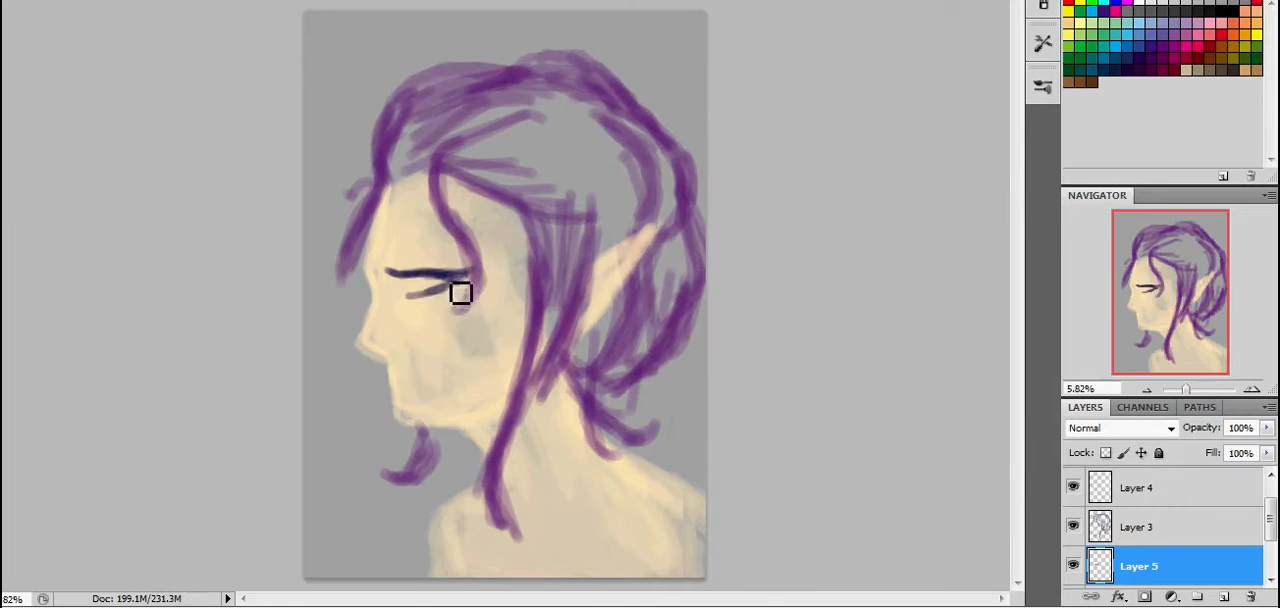 NAVIGATOR
5.82%
LAYERS CHANNELS PATHS
Normal Opacity: 100%
Lock: Fill: 100%
Layer 4
Layer 3
Layer 5
82% Doc: 199.1M/231.3M